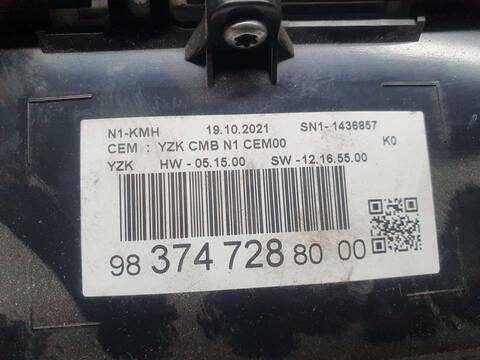 N1-KMH 19.10.2021 SN1-1436857
CEM : YZK CMB N1 CEM00 K0
YZK HW - 05.15.00 SW -12.16.55.00
98 374 728 80 00